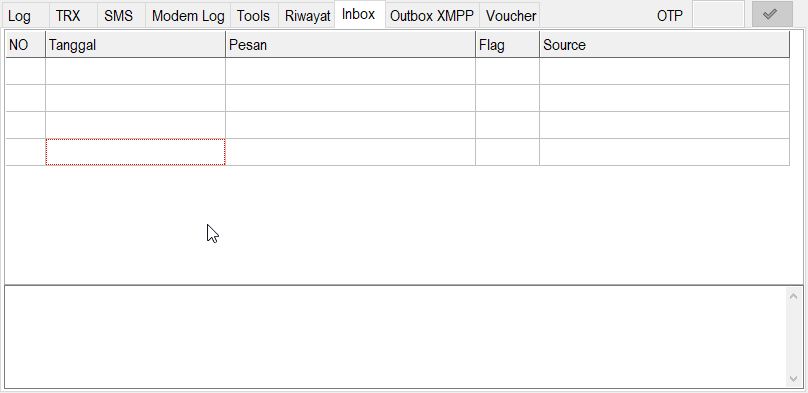 Log TRX SMS Modem Log Tools Riwayat Inbox Outbox XMPP Voucher OTP
NO Tanggal Pesan Flag Source